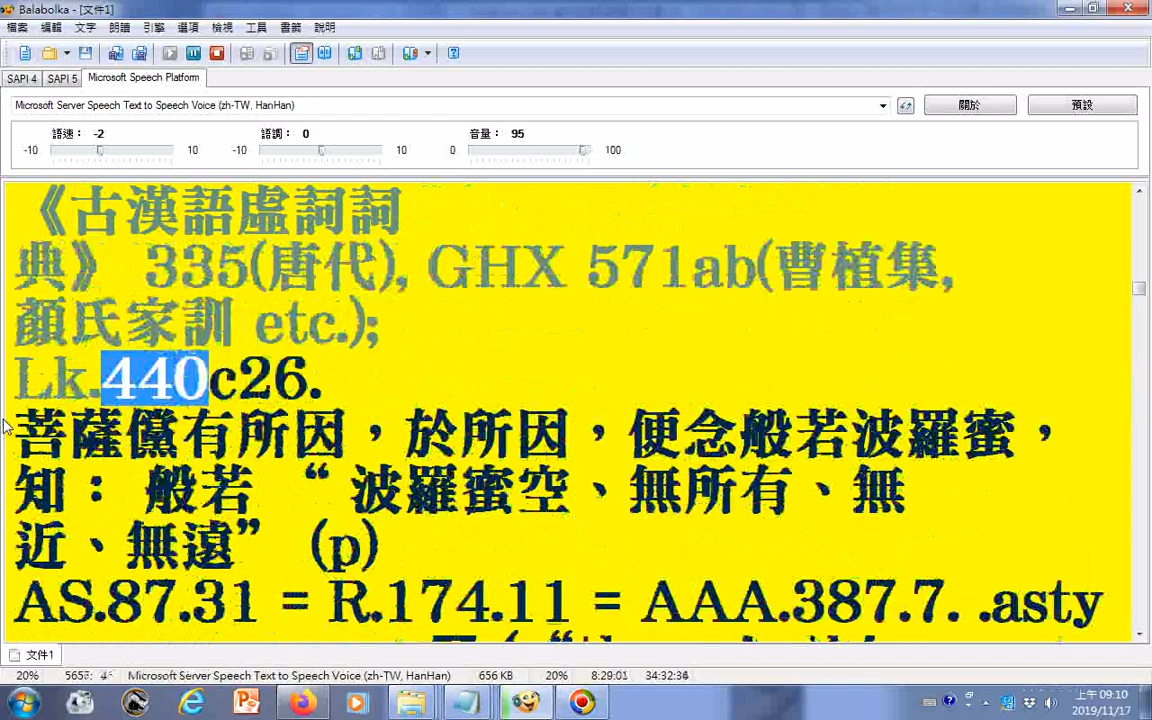 Balabolka - [文件1]
檔案 編輯 文字 朗讀 引擎 選項 檢視 工具 書籤 說明
SAPI 4 SAPI 5 Microsoft Speech Platform
Microsoft Server Speech Text to Speech Voice (zh-TW, HanHan) 關於 預設
語速： -2 語調： 0 音量： 95
-10 10 -10 10 0 100
《古漢語虛詞詞
典》 335(唐代), GHX 571ab(曹植集,
顏氏家訓 etc.);
Lk.440c26.
菩薩儻有所因，於所因，便念般若波羅蜜，
知： 般若 “ 波羅蜜空、無所有、無
近、無遠” (p)
AS.87.31 = R.174.11 = AAA.387.7. .asty
文件1
20% Microsoft Server Speech Text to Speech Voice (zh-TW, HanHan) 656 KB 20% 8:29:01 34:32:36
上午 09:10
2019/11/17